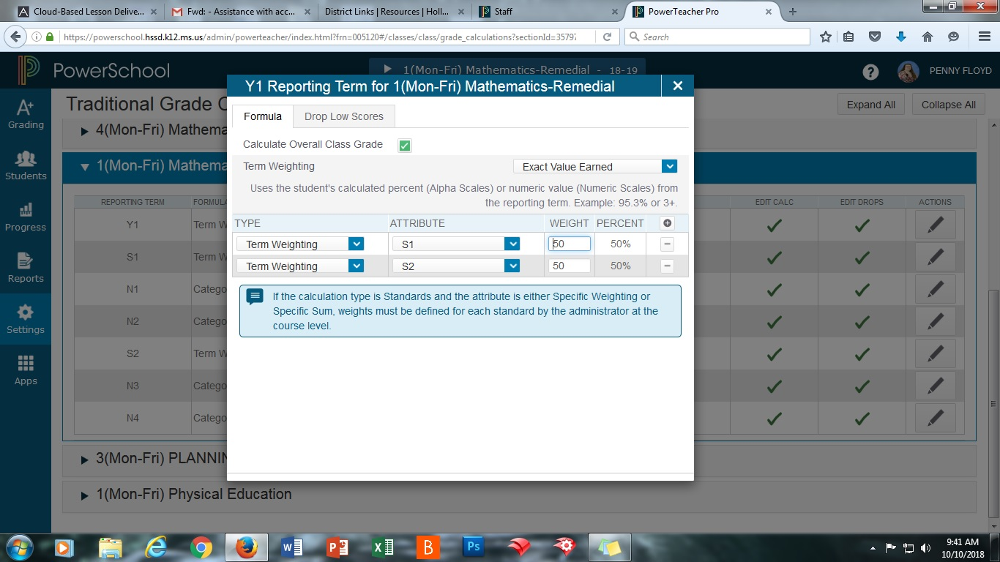 Cloud-Based Lesson Delive...
Fwd: - Assistance with acc...
District Links | Resources | Holl...
Staff
PowerTeacher Pro
https://powerschool.hssd.k12.ms.us/admin/powerteacher/index.html?frn=005120#/classes/class/grade_calculations?sectionId=35797
Search
PowerSchool
1(Mon-Fri) Mathematics-Remedial - 18-19
PENNY FLOYD
Y1 Reporting Term for 1(Mon-Fri) Mathematics-Remedial
Grading
Students
Progress
Reports
Settings
Apps
Traditional Grade C
Expand All
Collapse All
4(Mon-Fri) Mathema
1(Mon-Fri) Mathema
REPORTING TERM FORMULA EDIT CALC EDIT DROPS ACTIONS
Y1 Term W
S1 Term W
N1 Catego
N2 Catego
S2 Term W
N3 Catego
N4 Catego
3(Mon-Fri) PLANNIN
1(Mon-Fri) Physical Education
Formula
Drop Low Scores
Calculate Overall Class Grade
Term Weighting
Exact Value Earned
Uses the student's calculated percent (Alpha Scales) or numeric value (Numeric Scales) from
the reporting term. Example: 95.3% or 3+.
TYPE ATTRIBUTE WEIGHT PERCENT
Term Weighting S1 50 50%
Term Weighting S2 50 50%
If the calculation type is Standards and the attribute is either Specific Weighting or
Specific Sum, weights must be defined for each standard by the administrator at the
course level.
9:41 AM
10/10/2018